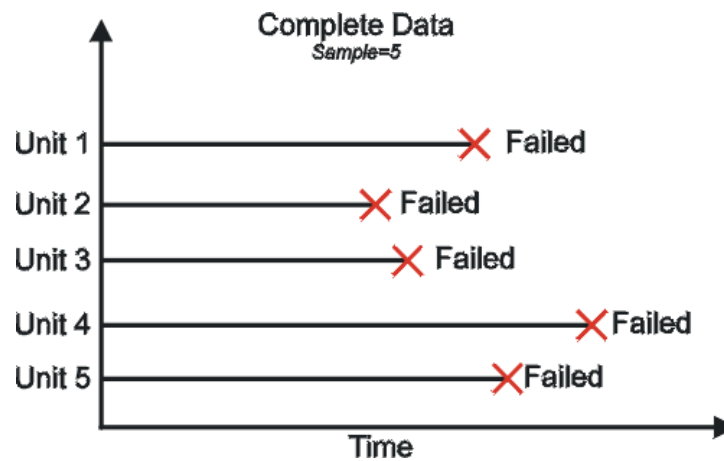 Complete Data
Sample=5
Unit 1 Failed
Unit 2 Failed
Unit 3 Failed
Unit 4 Failed
Unit 5 Failed
Time